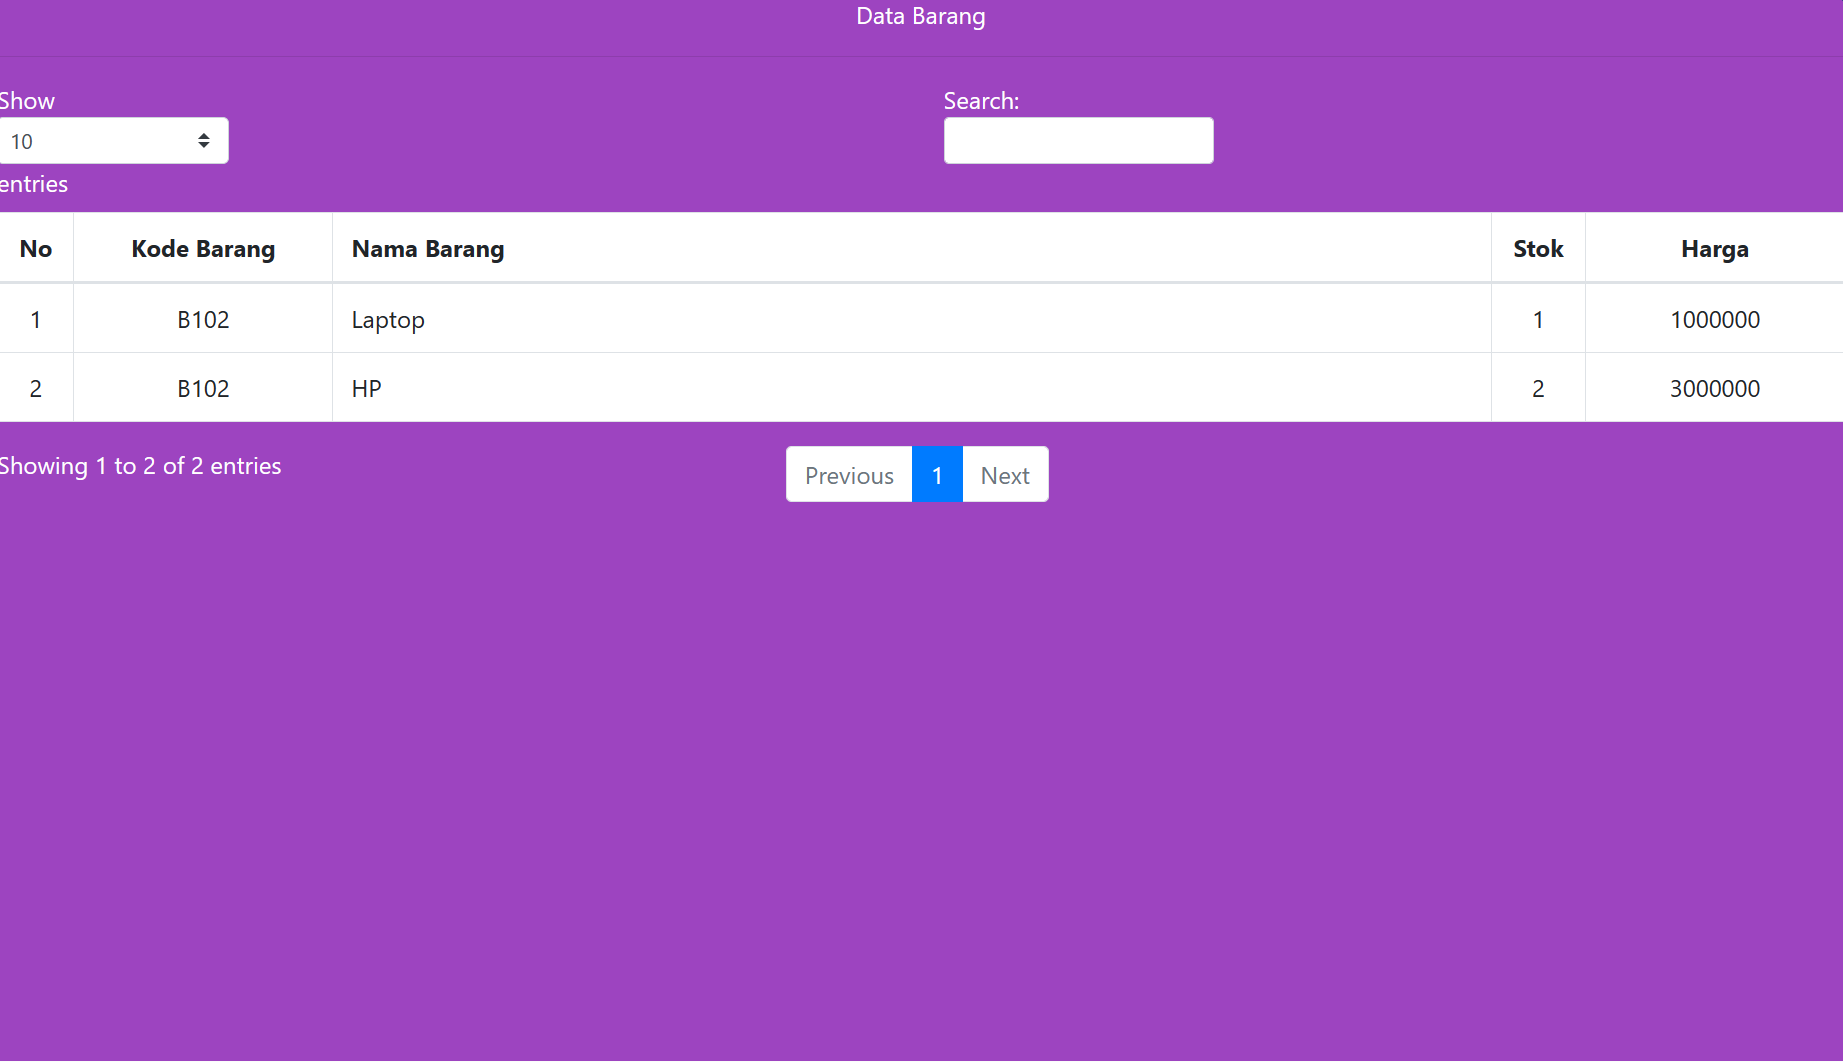 Data Barang
Show
Search:
10
entries
No Kode Barang Nama Barang Stok Harga
1 B102 Laptop 1 1000000
2 B102 HP 2 3000000
Showing 1 to 2 of 2 entries
Previous 1 Next